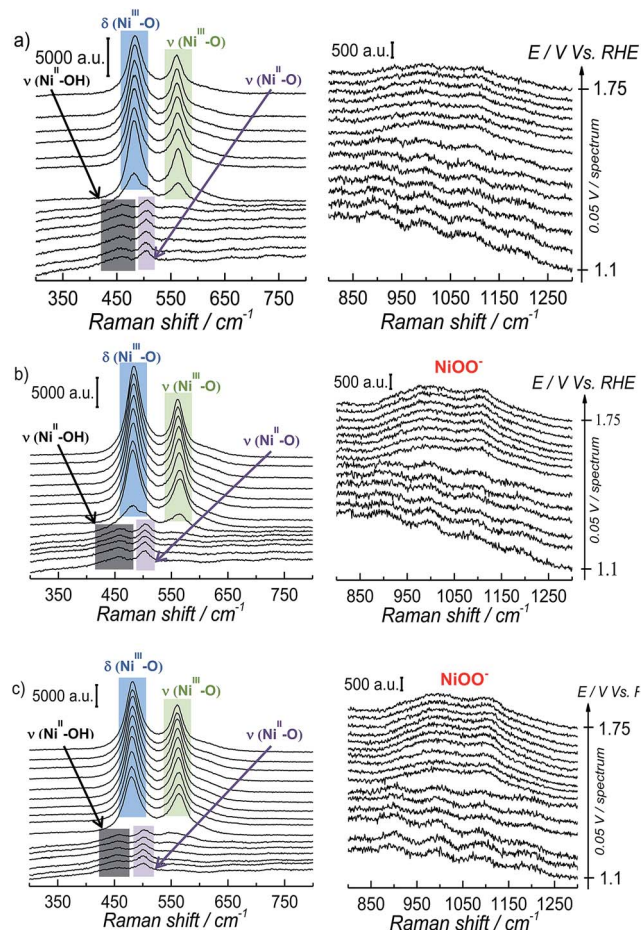 a)
5000 a.u.
δ (Ni^III-O)
ν (Ni^III-O)
ν (Ni^II-OH)
ν (Ni^II-O)
350 450 550 650 750
Raman shift / cm^-1
500 a.u.
E / V Vs. RHE
1.75
0.05 V / spectrum
1.1
850 950 1050 1150 1250
Raman shift / cm^-1
b)
5000 a.u.
δ (Ni^III-O)
ν (Ni^III-O)
ν (Ni^II-OH)
ν (Ni^II-O)
350 450 550 650 750
Raman shift / cm^-1
NiOO^-
500 a.u.
E / V Vs. RHE
1.75
0.05 V / spectrum
1.1
850 950 1050 1150 1250
Raman shift / cm^-1
c)
5000 a.u.
δ (Ni^III-O)
ν (Ni^III-O)
ν (Ni^II-OH)
ν (Ni^II-O)
350 450 550 650 750
Raman shift / cm^-1
NiOO^-
500 a.u.
E / V Vs.
1.75
0.05 V / spectrum
1.1
850 950 1050 1150 1250
Raman shift / cm^-1